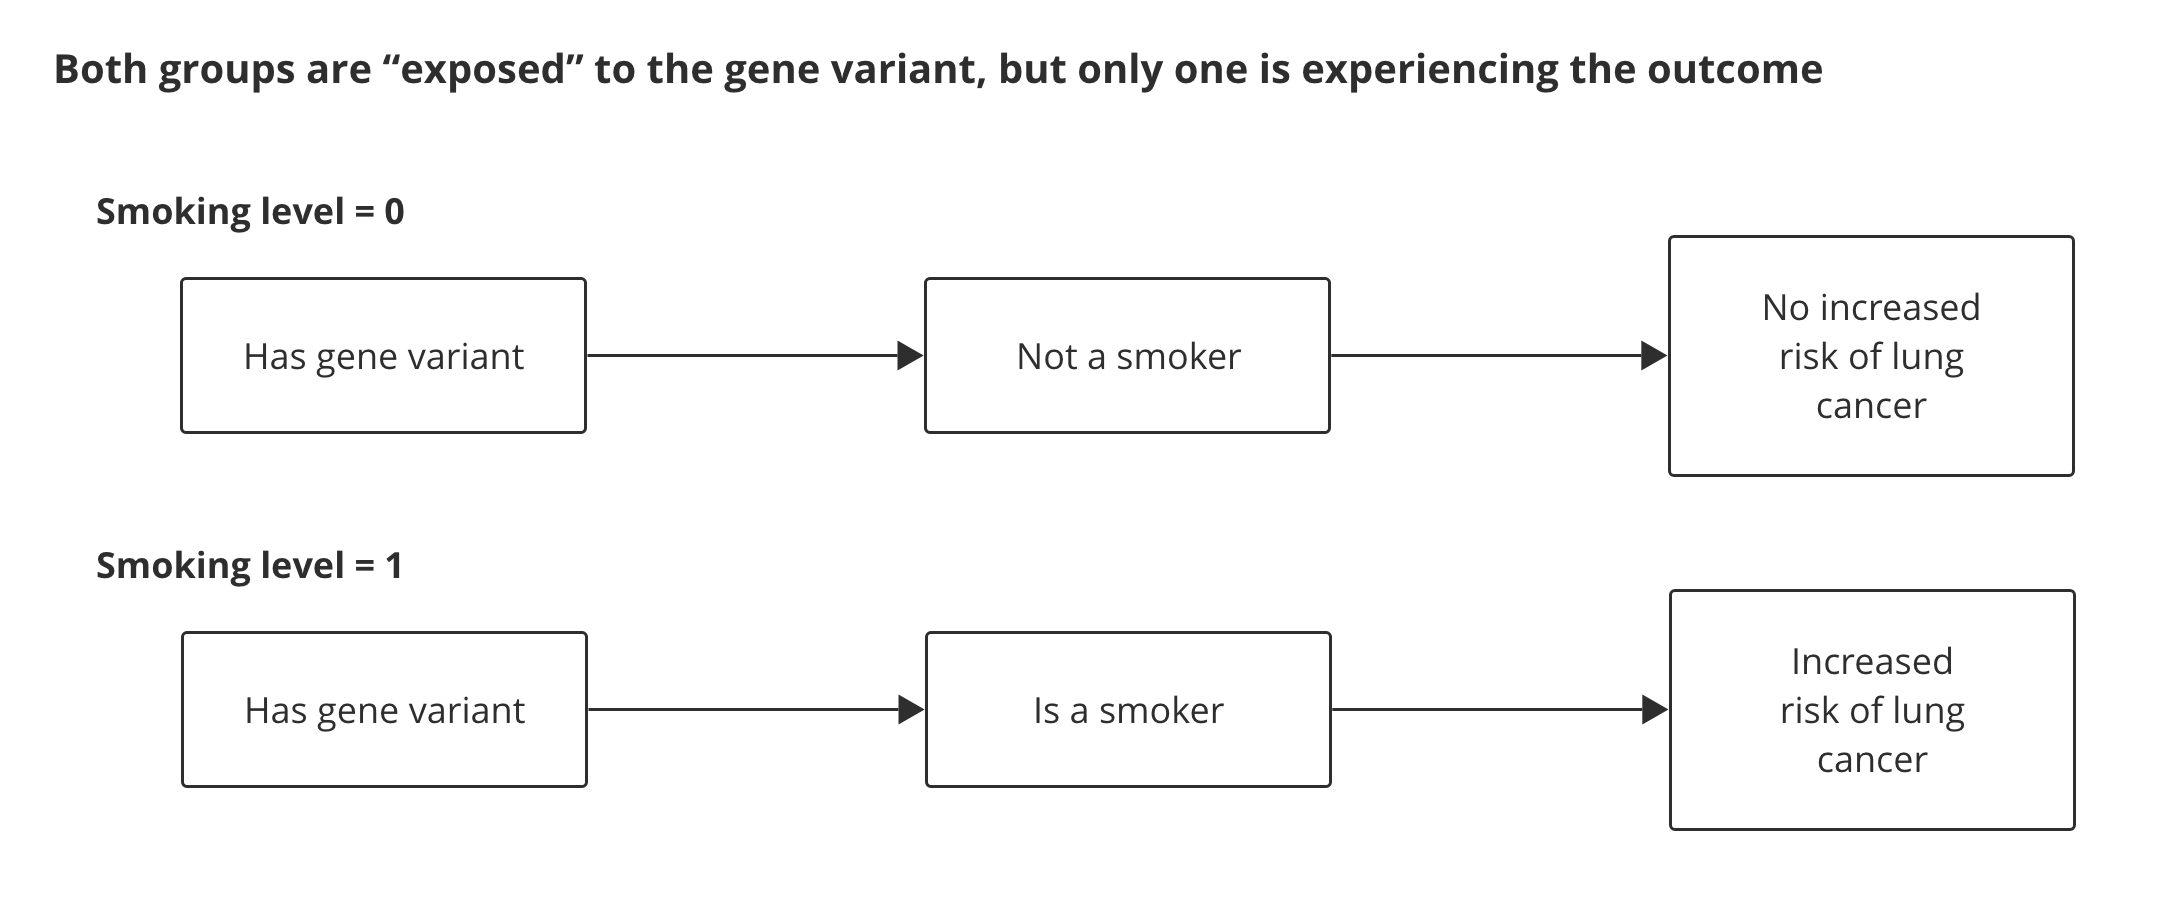 Both groups are “exposed” to the gene variant, but only one is experiencing the outcome
Smoking level = 0
Has gene variant
Not a smoker
No increased
risk of lung
cancer
Smoking level = 1
Has gene variant
Is a smoker
Increased
risk of lung
cancer